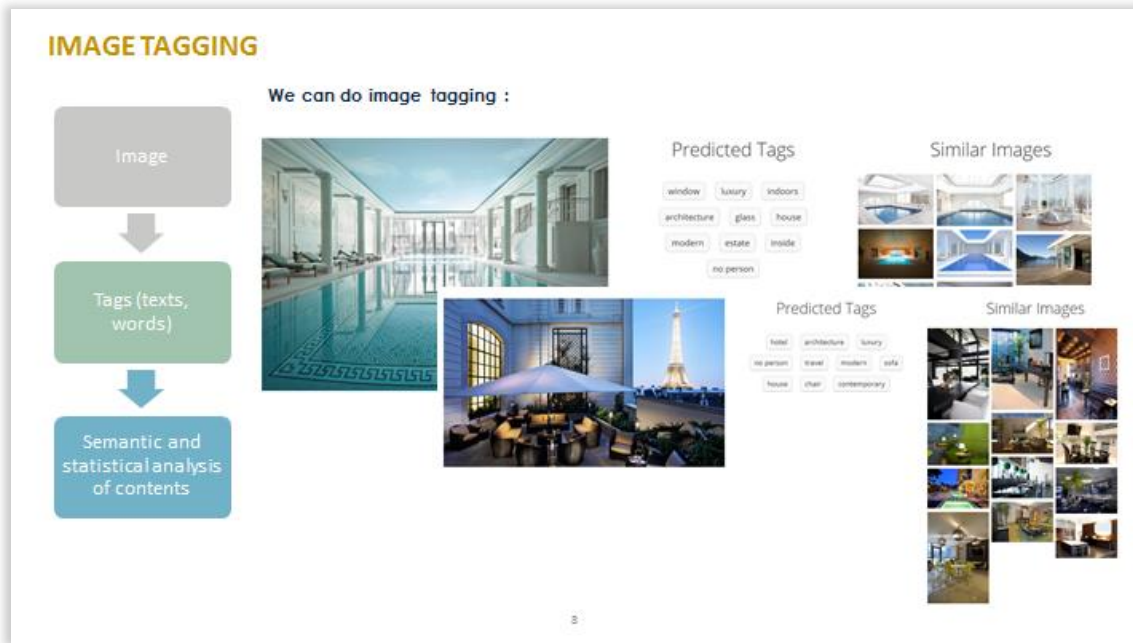 IMAGE TAGGING
We can do image tagging :
Image
Tags (texts,
words)
Semantic and
statistical analysis
of contents
Predicted Tags
window luxury indoors
architecture glass house
modern estate inside
no person
Similar Images
Predicted Tags
hotel architecture luxury
no person travel modern sofa
house chair contemporary
Similar Images
8